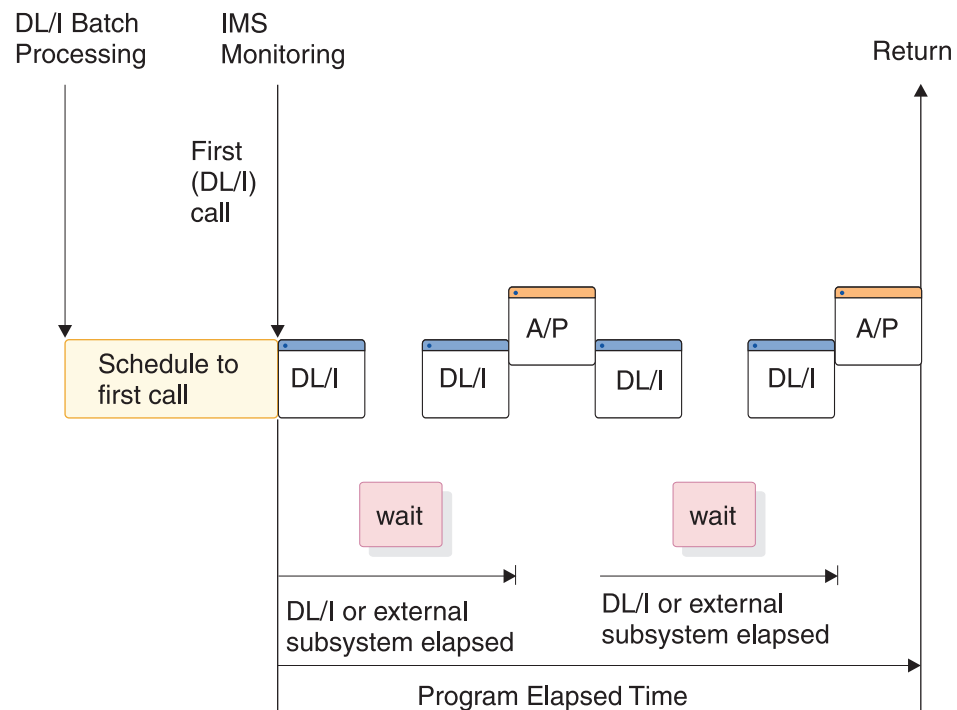 DL/I Batch
Processing
IMS
Monitoring
Return
First
(DL/I)
call
A/P
A/P
Schedule to
first call
DL/I
DL/I
DL/I
DL/I
wait
wait
DL/I or external
subsystem elapsed
DL/I or external
subsystem elapsed
Program Elapsed Time